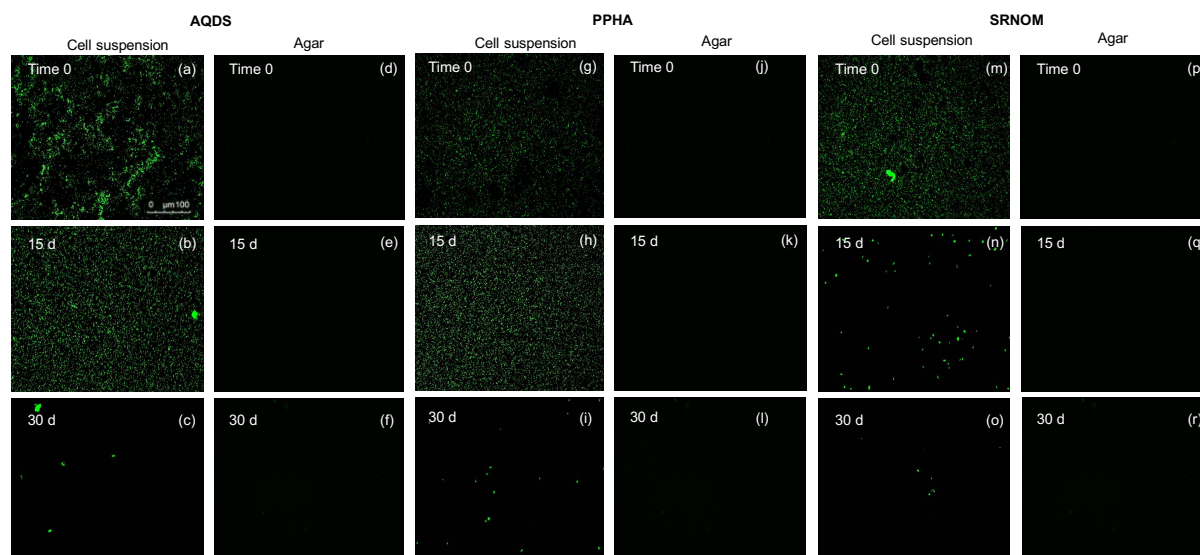 AQDS PPHA SRNOM
Cell suspension Agar Cell suspension Agar Cell suspension Agar
Time 0 (a) Time 0 (d) Time 0 (g) Time 0 (j) Time 0 (m) Time 0 (p)
0 µm100
15 d (b) 15 d (e) 15 d (h) 15 d (k) 15 d (n) 15 d (q)
30 d (c) 30 d (f) 30 d (i) 30 d (l) 30 d (o) 30 d (r)